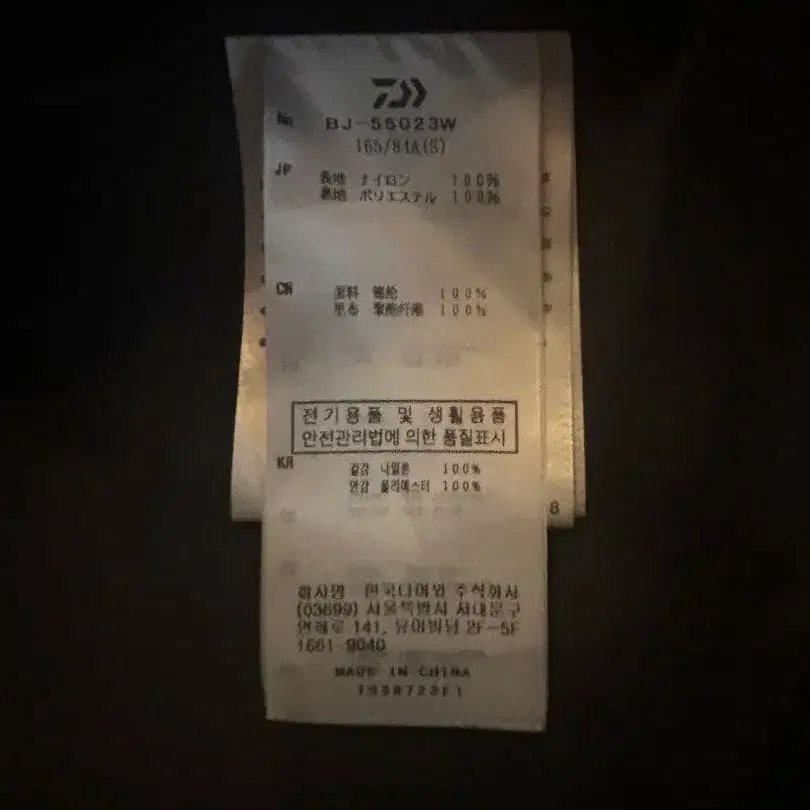 No BJ-55023W
165/84A(S)
JP
表地 ナイロン 100%
裏地 ポリエステル 100%
CN
面料 锦纶 100%
里布 聚酯纤维 100%
전기용품 및 생활용품
안전관리법에 의한 품질표시
KR
겉감 나일론 100%
안감 폴리에스터 100%
회사명 한국다이와 주식회사
(03699) 서울특별시 서대문구
연희로 141, 2F-5F
1661-9040
MADE IN CHINA
8